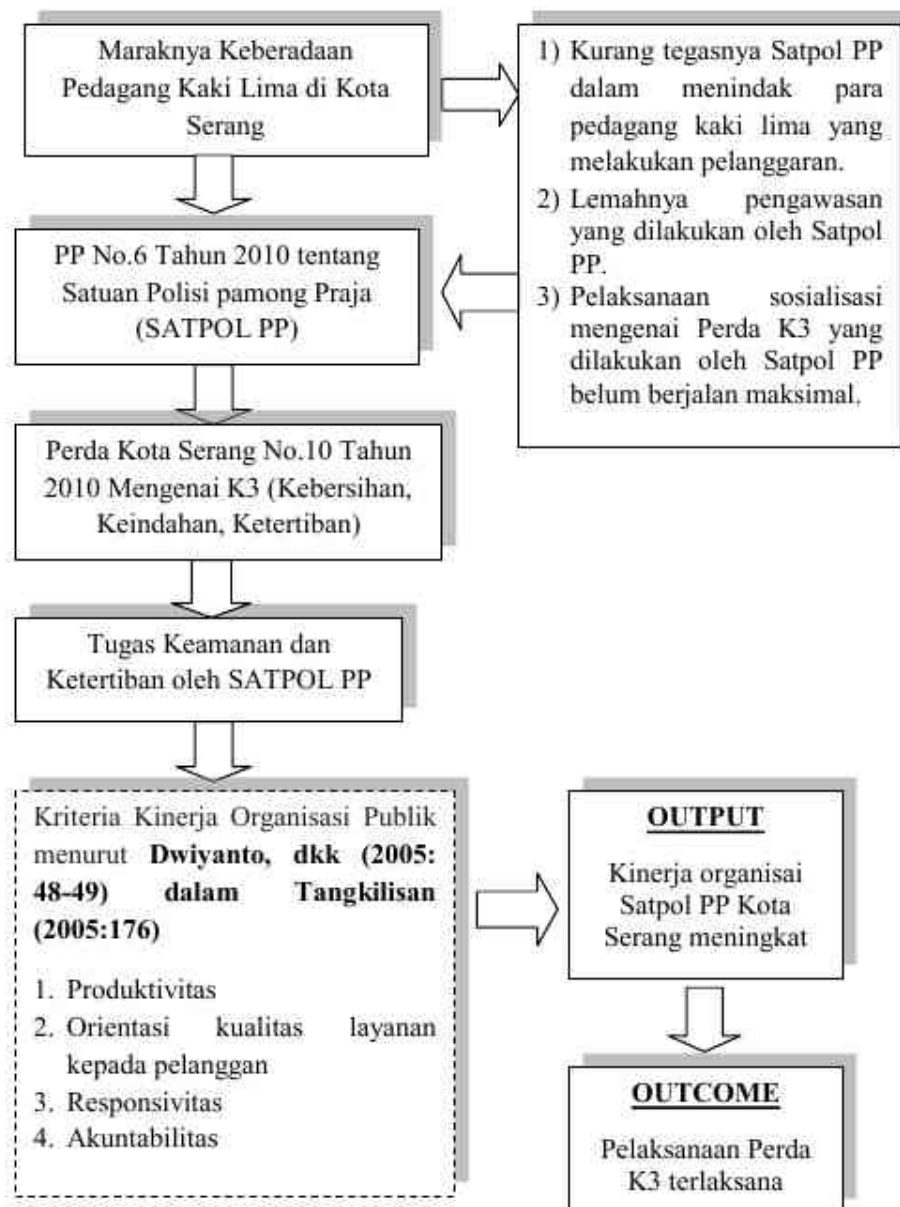 Maraknya Keberadaan
Pedagang Kaki Lima di Kota
Serang
1) Kurang tegasnya Satpol PP
dalam menindak para
pedagang kaki lima yang
melakukan pelanggaran.
2) Lemahnya pengawasan
yang dilakukan oleh Satpol
PP.
3) Pelaksanaan sosialisasi
mengenai Perda K3 yang
dilakukan oleh Satpol PP
belum berjalan maksimal.
PP No.6 Tahun 2010 tentang
Satuan Polisi pamong Praja
(SATPOL PP)
Perda Kota Serang No.10 Tahun
2010 Mengenai K3 (Kebersihan,
Keindahan, Ketertiban)
Tugas Keamanan dan
Ketertiban oleh SATPOL PP
Kriteria Kinerja Organisasi Publik
menurut Dwiyanto, dkk (2005:
48-49) dalam Tangkilisan
(2005:176)
1. Produktivitas
2. Orientasi kualitas layanan
kepada pelanggan
3. Responsivitas
4. Akuntabilitas
OUTPUT
Kinerja organisai
Satpol PP Kota
Serang meningkat
OUTCOME
Pelaksanaan Perda
K3 terlaksana